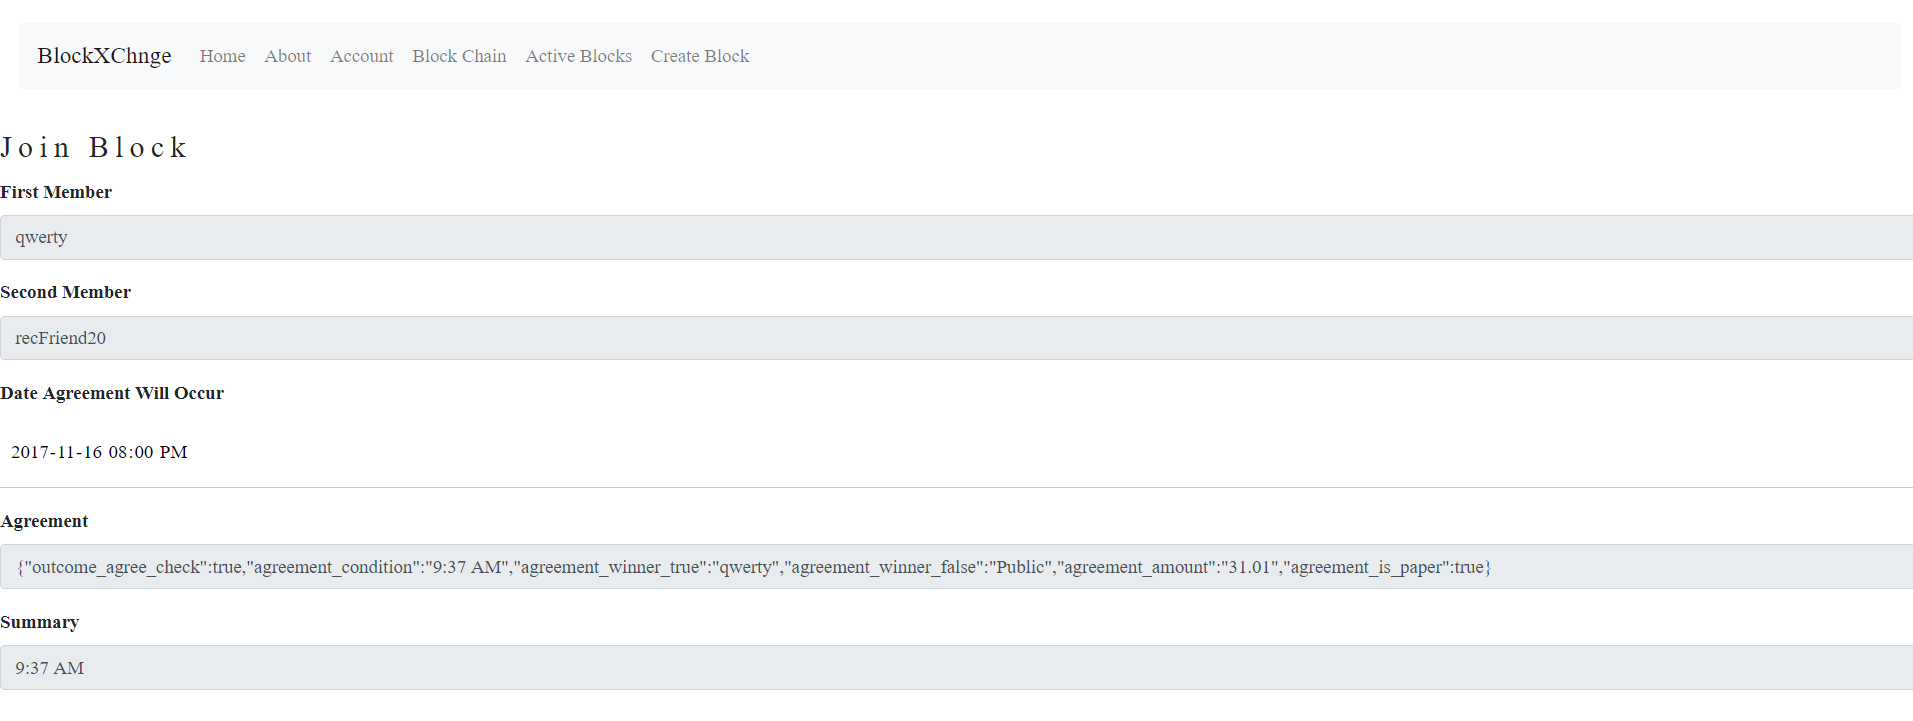 BlockXChnge Home About Account Block Chain Active Blocks Create Block
Join Block
First Member
qwerty
Second Member
recFriend20
Date Agreement Will Occur
2017-11-16 08:00 PM
Agreement
{"outcome_agree_check":true,"agreement_condition":"9:37 AM","agreement_winner_true":"qwerty","agreement_winner_false":"Public","agreement_amount":"31.01","agreement_is_paper":true}
Summary
9:37 AM